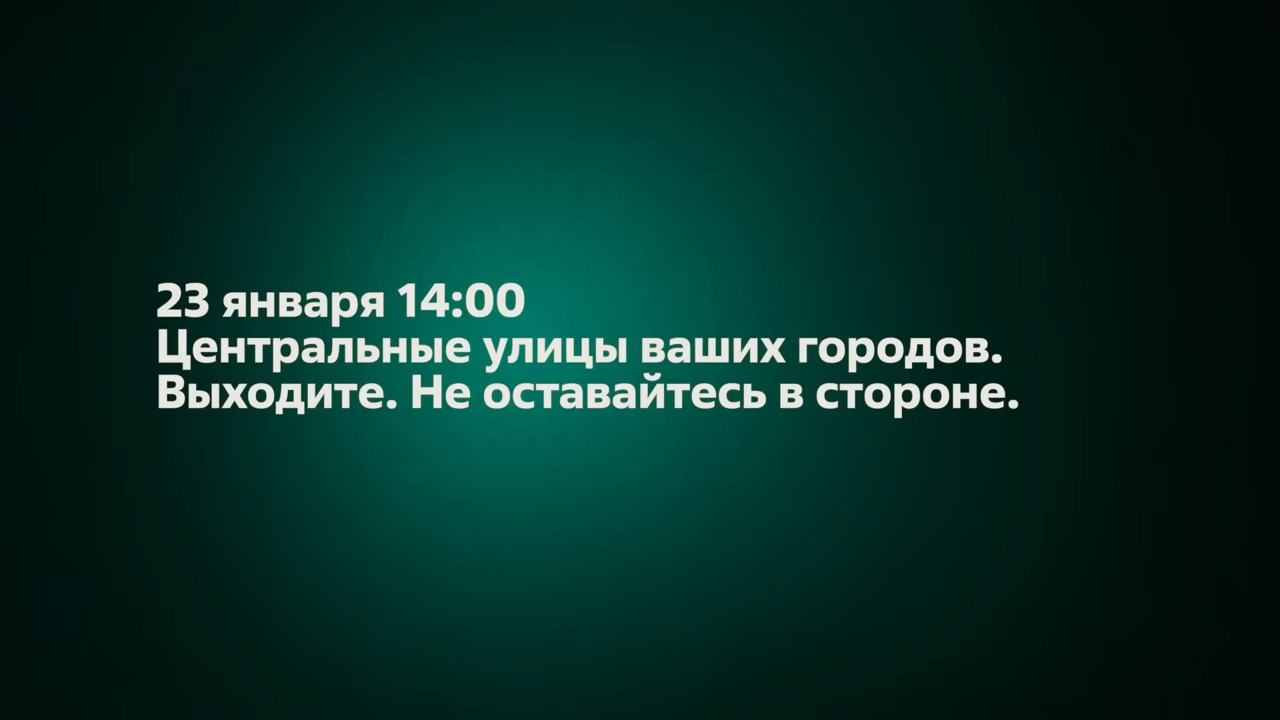 23 января 14:00
Центральные улицы ваших городов.
Выходите. Не оставайтесь в стороне.